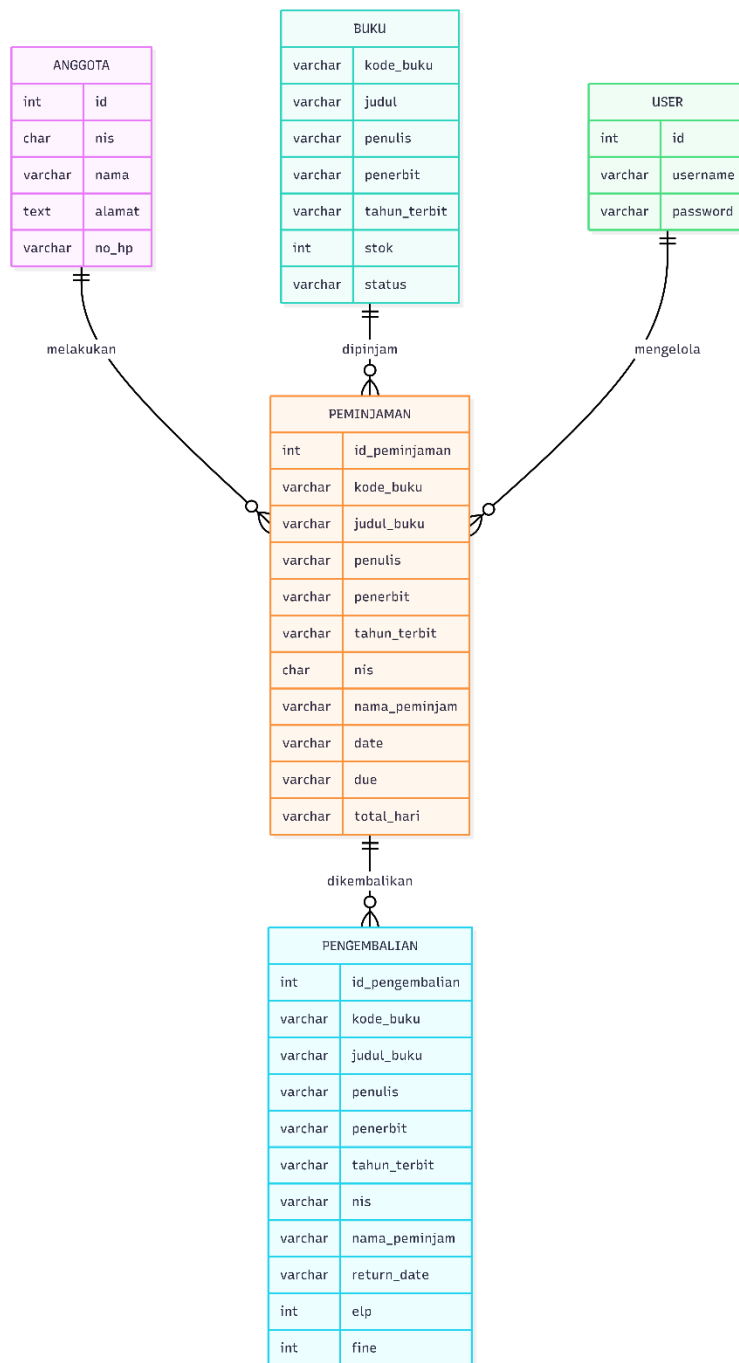 ANGGOTA
int id
char nis
varchar nama
text alamat
varchar no_hp
BUKU
varchar kode_buku
varchar judul
varchar penulis
varchar penerbit
varchar tahun_terbit
int stok
varchar status
USER
int id
varchar username
varchar password
melakukan
dipinjam
mengelola
PEMINJAMAN
int id_peminjaman
varchar kode_buku
varchar judul_buku
varchar penulis
varchar penerbit
varchar tahun_terbit
char nis
varchar nama_peminjam
varchar date
varchar due
varchar total_hari
dikembalikan
PENGEMBALIAN
int id_pengembalian
varchar kode_buku
varchar judul_buku
varchar penulis
varchar penerbit
varchar tahun_terbit
varchar nis
varchar nama_peminjam
varchar return_date
int elp
int fine